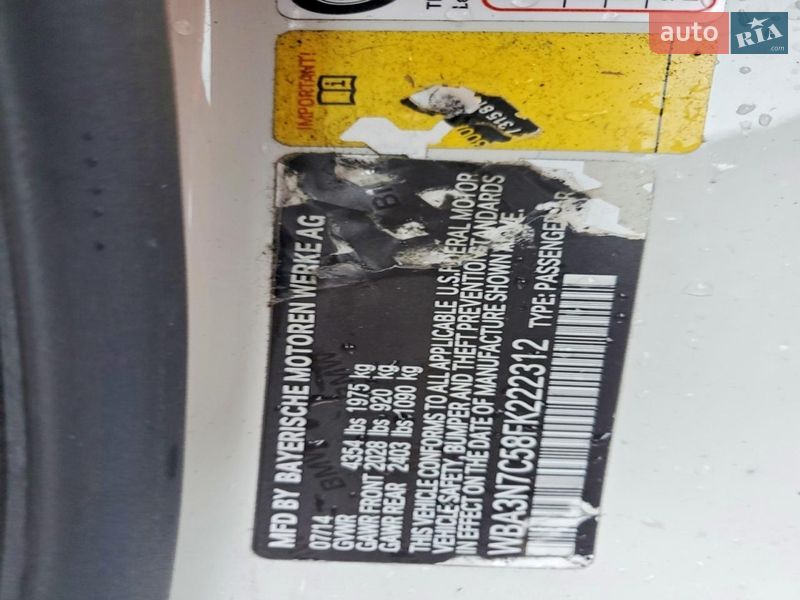 auto RIA
IMPORTANT!
MFD BY BAYERISCHE MOTOREN WERKE AG
07/14
GVWR 4354 lbs 1975 kg
GAWR FRONT 2028 lbs 920 kg
GAWR REAR 2403 lbs 1090 kg
THIS VEHICLE CONFORMS TO ALL APPLICABLE U.S. FEDERAL MOTOR
VEHICLE SAFETY, BUMPER AND THEFT PREVENTION STANDARDS
IN EFFECT ON THE DATE OF MANUFACTURE SHOWN ABOVE.
WBA3N7C58FK222312 TYPE: PASSENGER